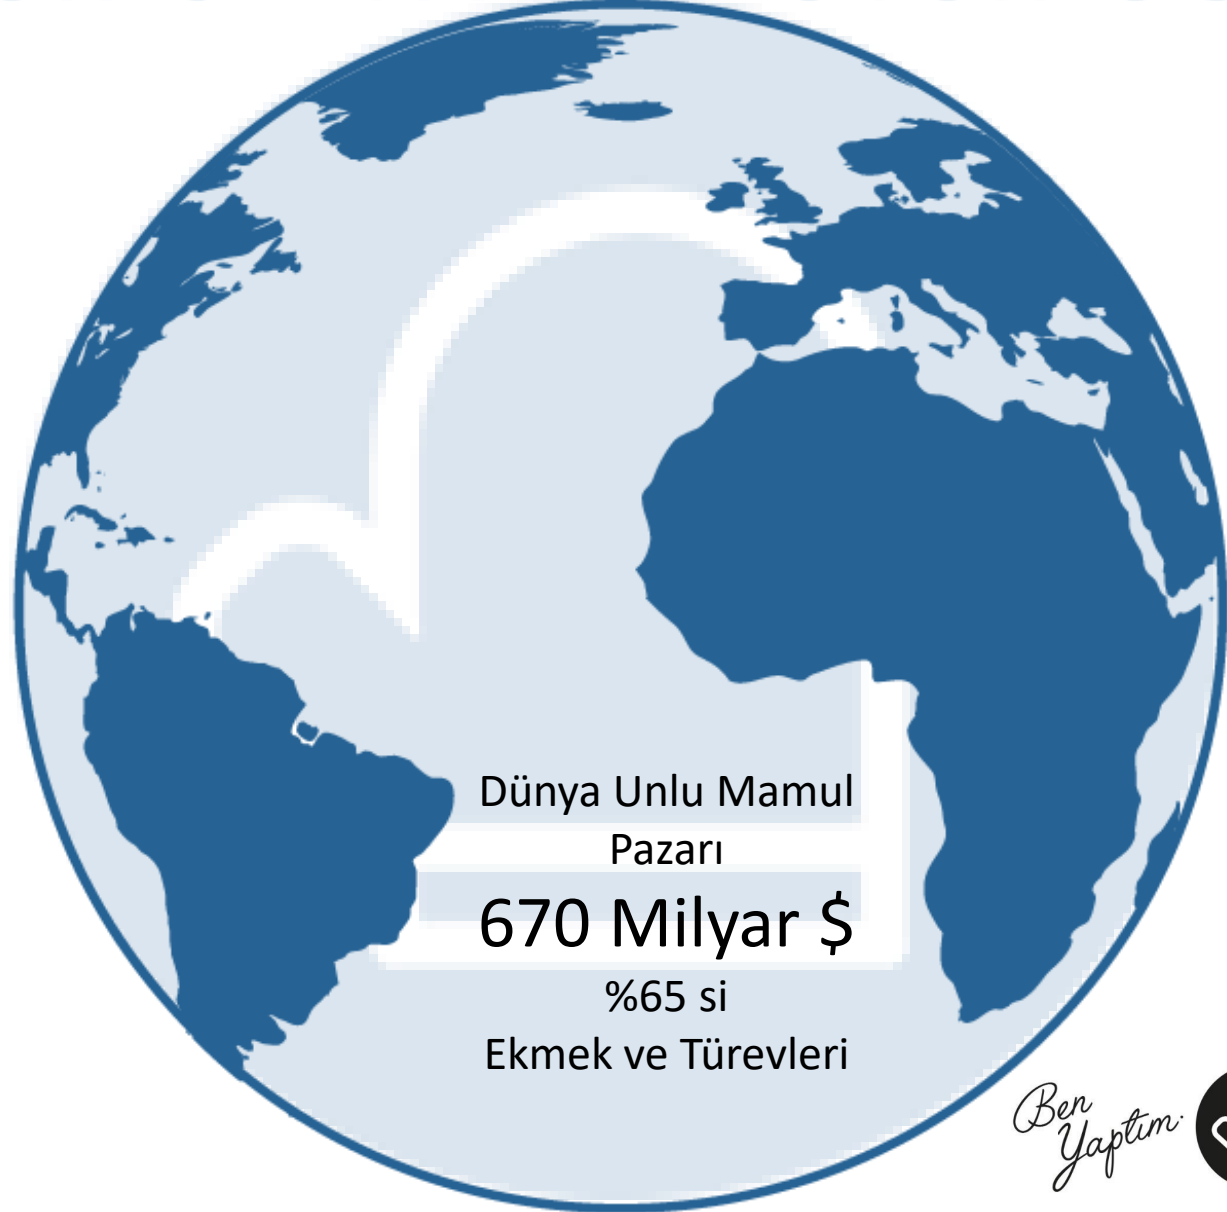 Dünya Unlu Mamul
Pazarı
670 Milyar $
%65 si
Ekmek ve Türevleri
Ben
Yaptım.